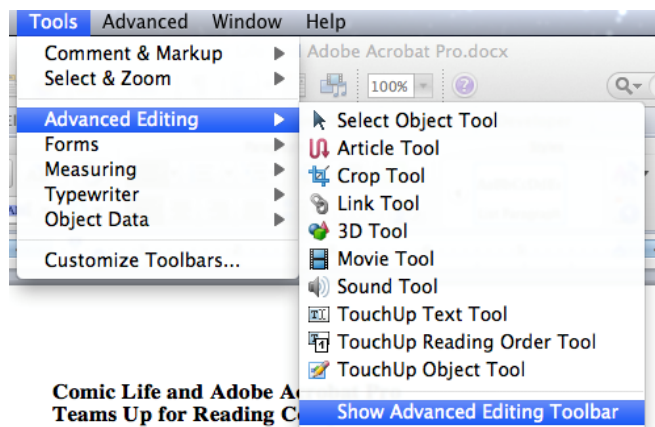 Tools Advanced Window Help
Adobe Acrobat Pro.docx
100%
Comment & Markup
Select & Zoom
Advanced Editing
Forms
Measuring
Typewriter
Object Data
Customize Toolbars...
Select Object Tool
Article Tool
Crop Tool
Link Tool
3D Tool
Movie Tool
Sound Tool
TouchUp Text Tool
TouchUp Reading Order Tool
TouchUp Object Tool
Show Advanced Editing Toolbar
Comic Life and Adobe Acrobat Pro
Teams Up for Reading